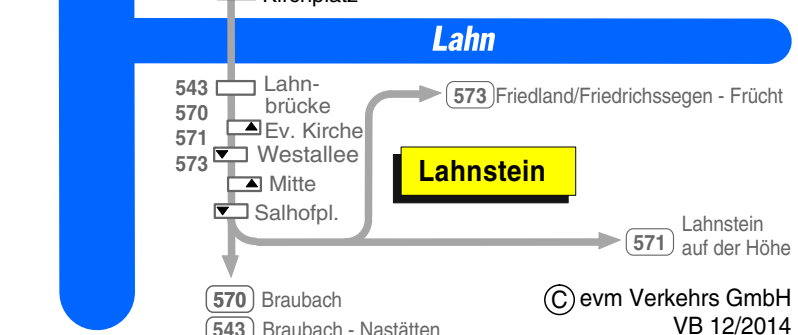 Kirchplatz
Lahn
543
570
571
573
Lahn-
brücke
Ev. Kirche
Westallee
Mitte
Salhofpl.
573 Friedland/Friedrichssegen - Frücht
Lahnstein
571 Lahnstein
auf der Höhe
570 Braubach
543 Braubach - Nastätten
© evm Verkehrs GmbH
VB 12/2014